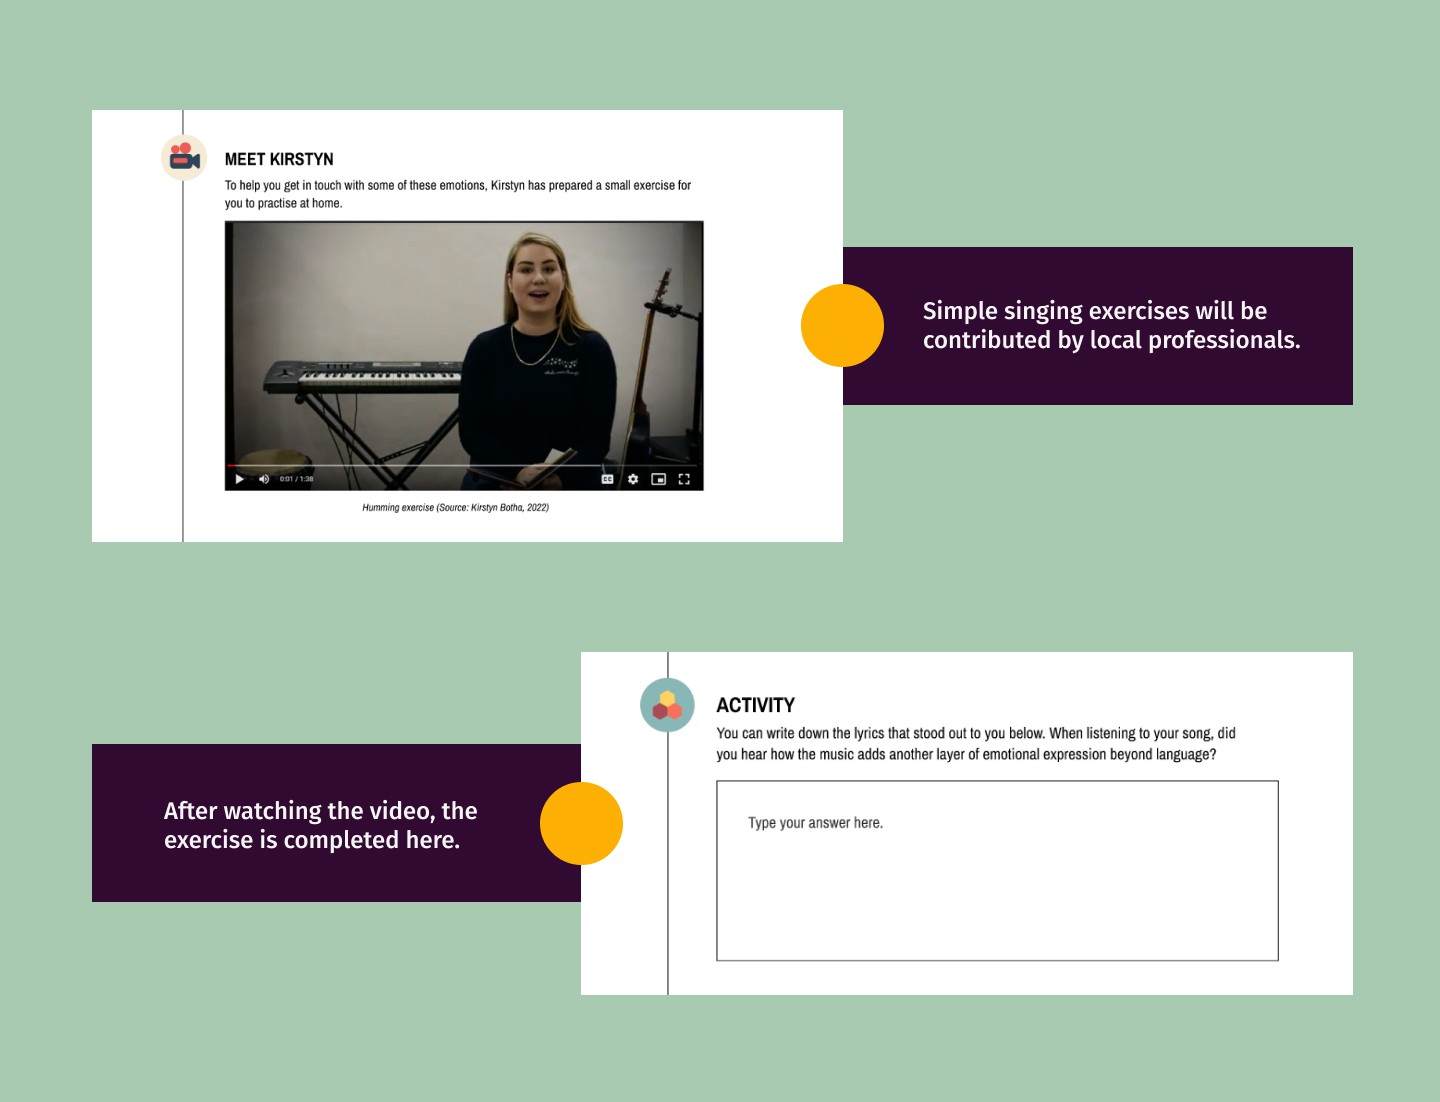 MEET KIRSTYN
To help you get in touch with some of these emotions, Kirstyn has prepared a small exercise for
you to practise at home.
0:01 / 1:38
CC
Humming exercise (Source: Kirstyn Botha, 2022)
Simple singing exercises will be
contributed by local professionals.
After watching the video, the
exercise is completed here.
ACTIVITY
You can write down the lyrics that stood out to you below. When listening to your song, did
you hear how the music adds another layer of emotional expression beyond language?
Type your answer here.